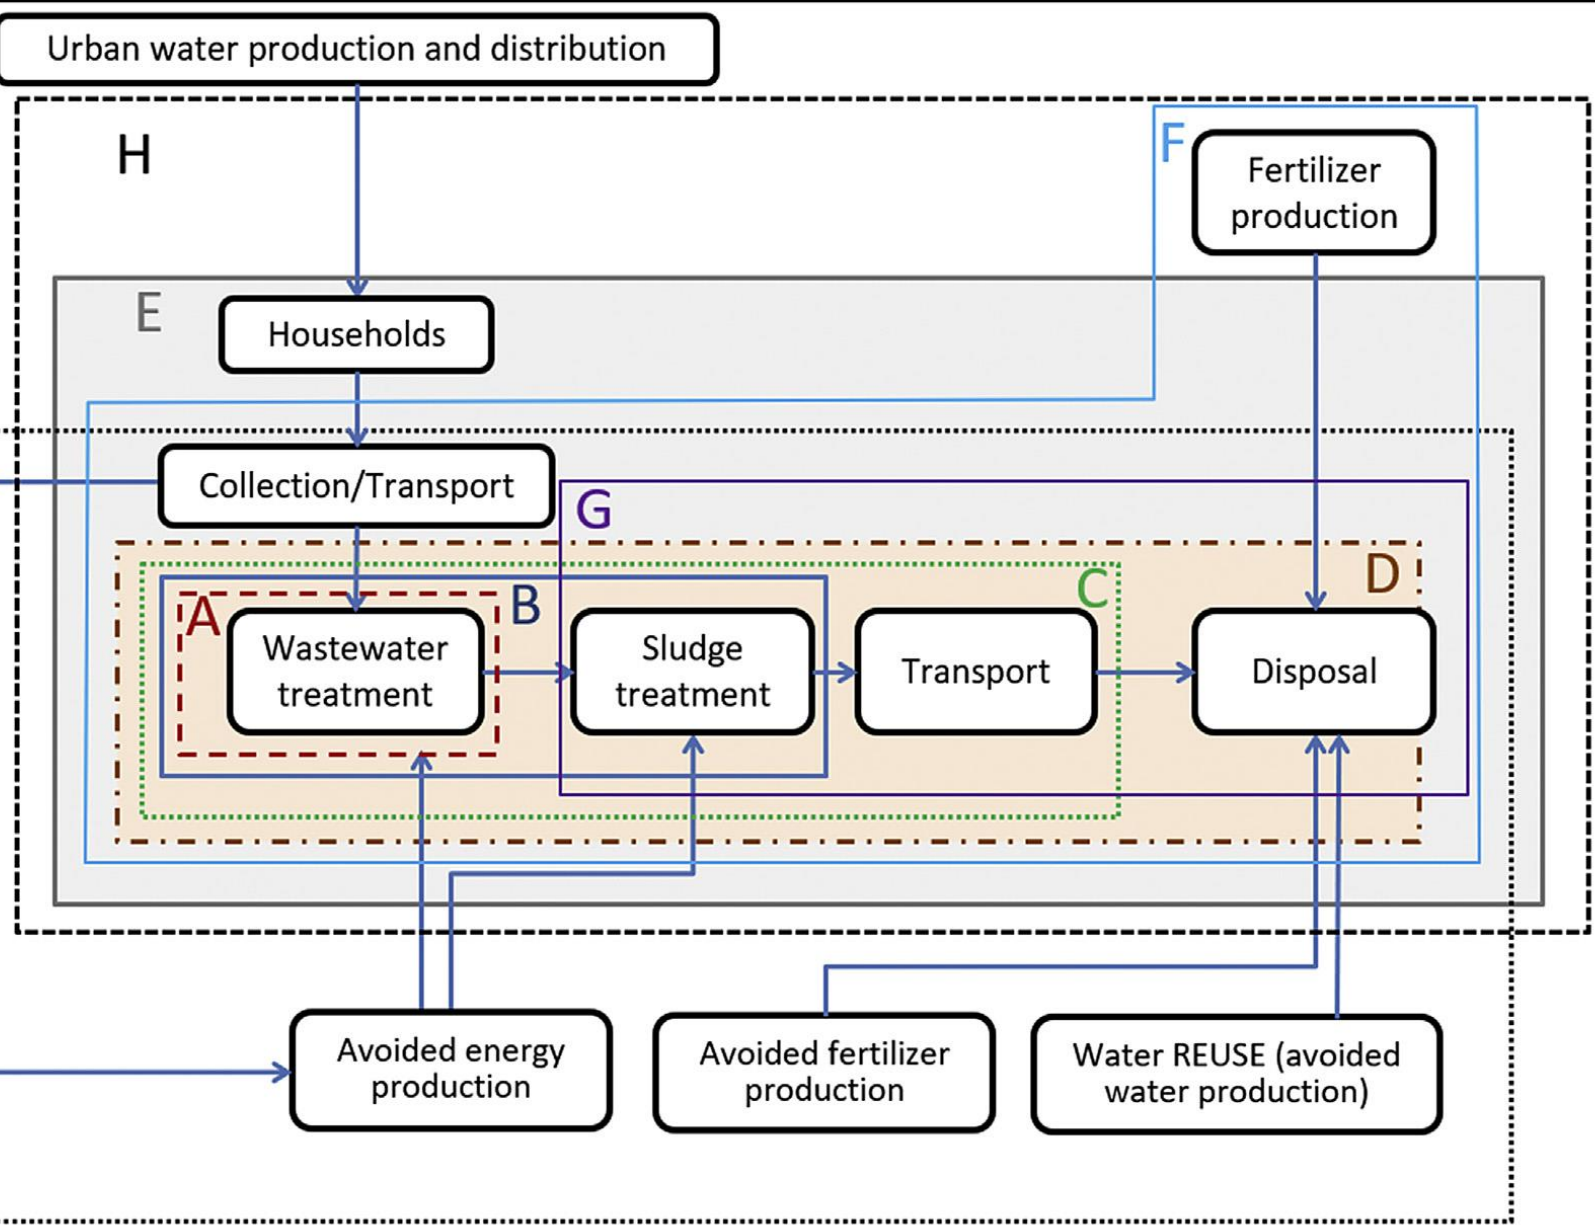 Urban water production and distribution
H
F
Fertilizer
production
E
Households
Collection/Transport
G
D
C
B
A
Wastewater
treatment
Sludge
treatment
Transport
Disposal
Avoided energy
production
Avoided fertilizer
production
Water REUSE (avoided
water production)